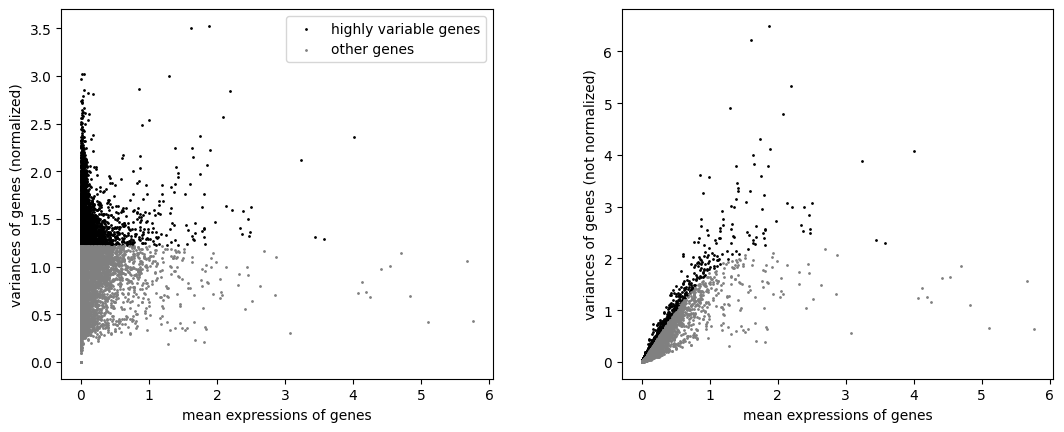 variances of genes (normalized)
3.5
3.0
2.5
2.0
1.5
1.0
0.5
0.0
highly variable genes
other genes
0 1 2 3 4 5 6
mean expressions of genes
variances of genes (not normalized)
6
5
4
3
2
1
0
0 1 2 3 4 5 6
mean expressions of genes